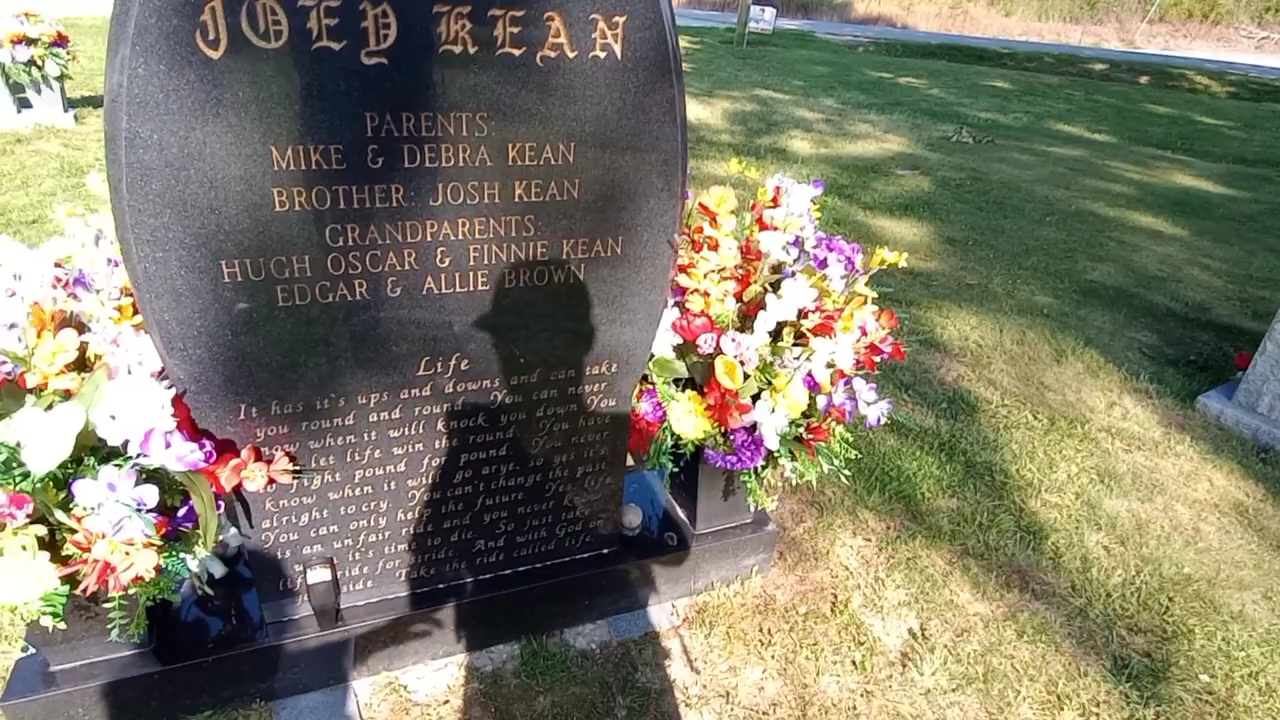 JOEY KEAN
PARENTS:
MIKE & DEBRA KEAN
BROTHER: JOSH KEAN
GRANDPARENTS:
HUGH OSCAR & FINNIE KEAN
EDGAR & ALLIE BROWN
Life
It has it's ups and downs and can take
you round and round. You can never
now when it will knock you down You
let life win the round. You have
to fight pound for pound. You never
know when it will go arye. so yes it's
alright to cry. You can't change the past
You can only help the future. Yes, life
is an unfair ride and you never know
it's time to die. So just take
ride for stride. And with God on
side. Take the ride called life.